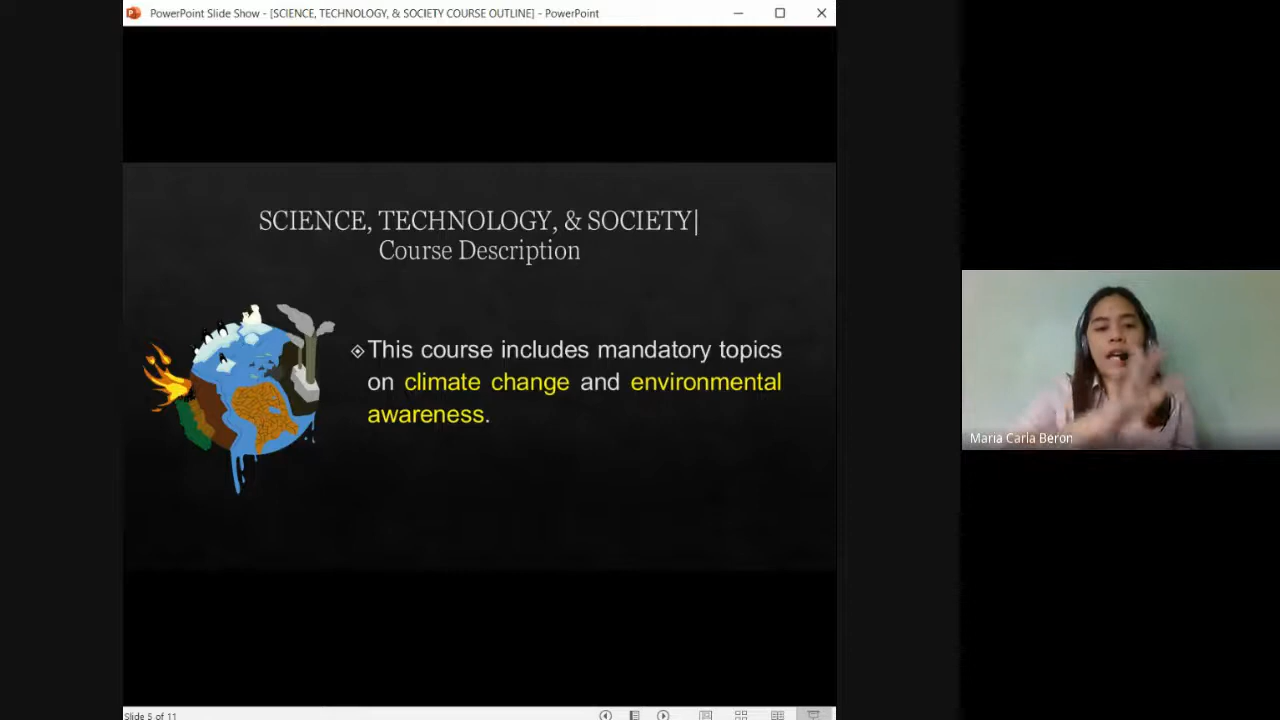 PowerPoint Slide Show - [SCIENCE, TECHNOLOGY, & SOCIETY COURSE OUTLINE] - PowerPoint
SCIENCE, TECHNOLOGY, & SOCIETY|
Course Description
This course includes mandatory topics
on climate change and environmental
awareness.
Maria Carla Beron
Slide 5 of 11